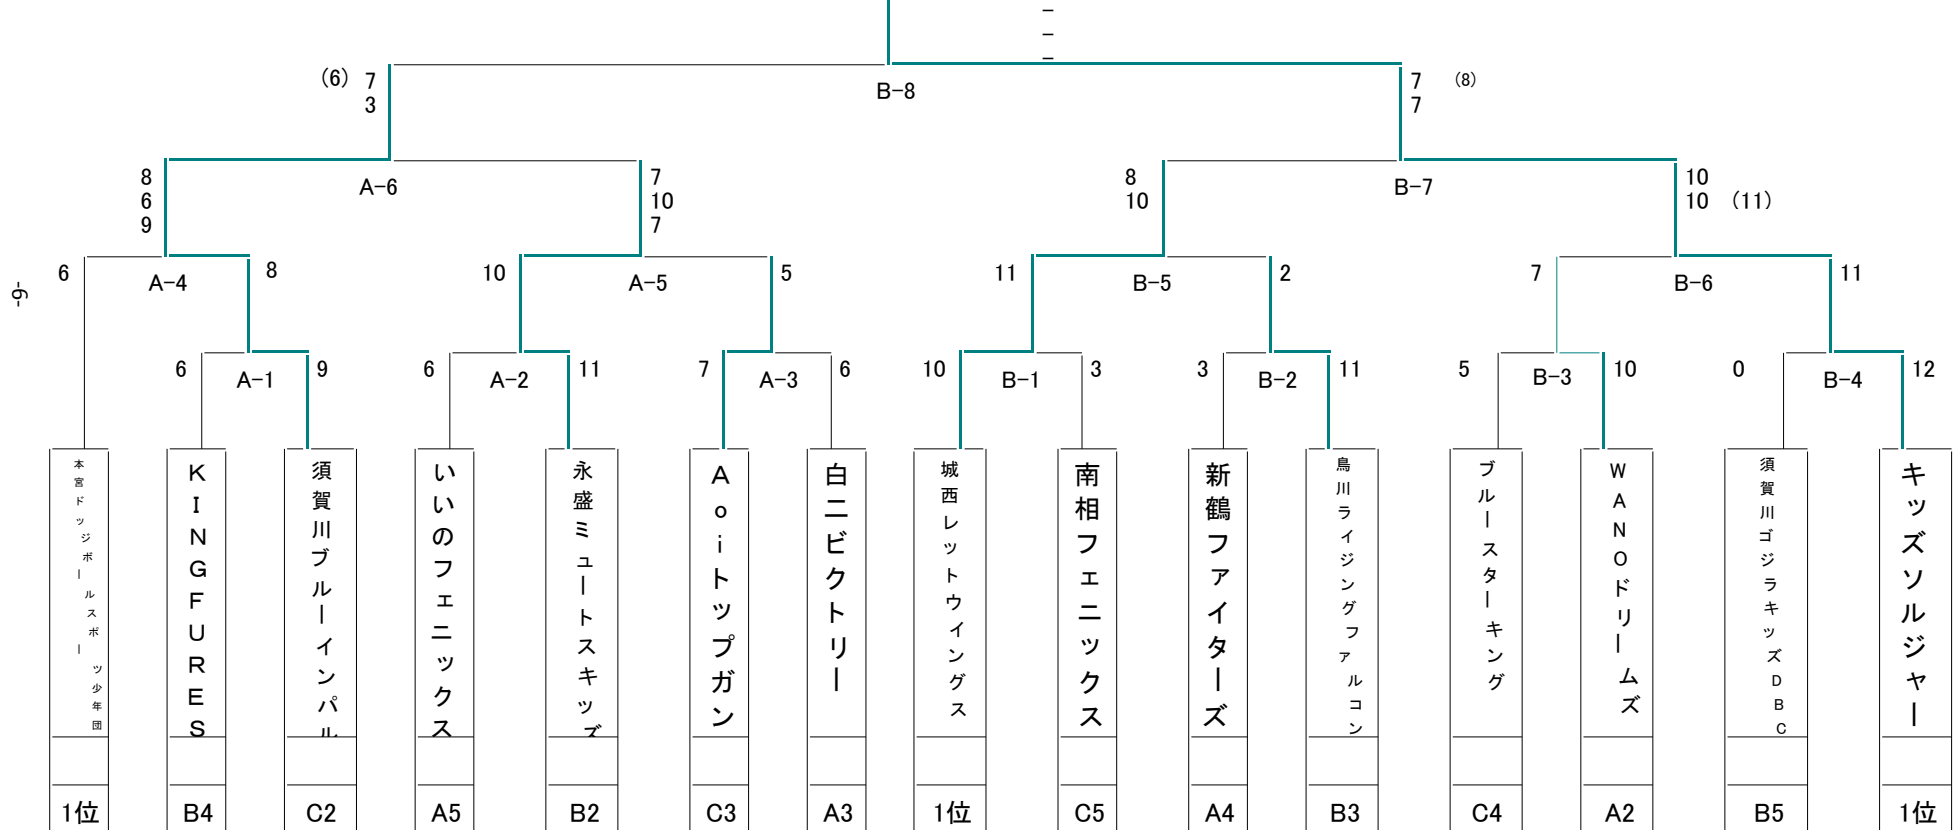 (6) 7 B-8 7 (8)
3 7
8 A-6 7 8 B-7 10
6 10 10 10 (11)
9 7
6 A-4 8 10 A-5 5 11 B-5 2 7 B-6 11
-9-
6 A-1 9 6 A-2 11 7 A-3 6 10 B-1 3 3 B-2 11 5 B-3 10 0 B-4 12
本宮ドッジボールスポーツ少年団
KINGFURES
須賀川ブルーインパル
いいのフェニックス
永盛ミュートスキッズ
Aoiトップガン
白二ビクトリー
城西レットウイングス
南相フェニックス
新鶴ファイターズ
鳥川ライジングファルコン
ブルースターキング
WANOドリームズ
須賀川ゴジラキッズDBC
キッズソルジャー
1位 B4 C2 A5 B2 C3 A3 1位 C5 A4 B3 C4 A2 B5 1位